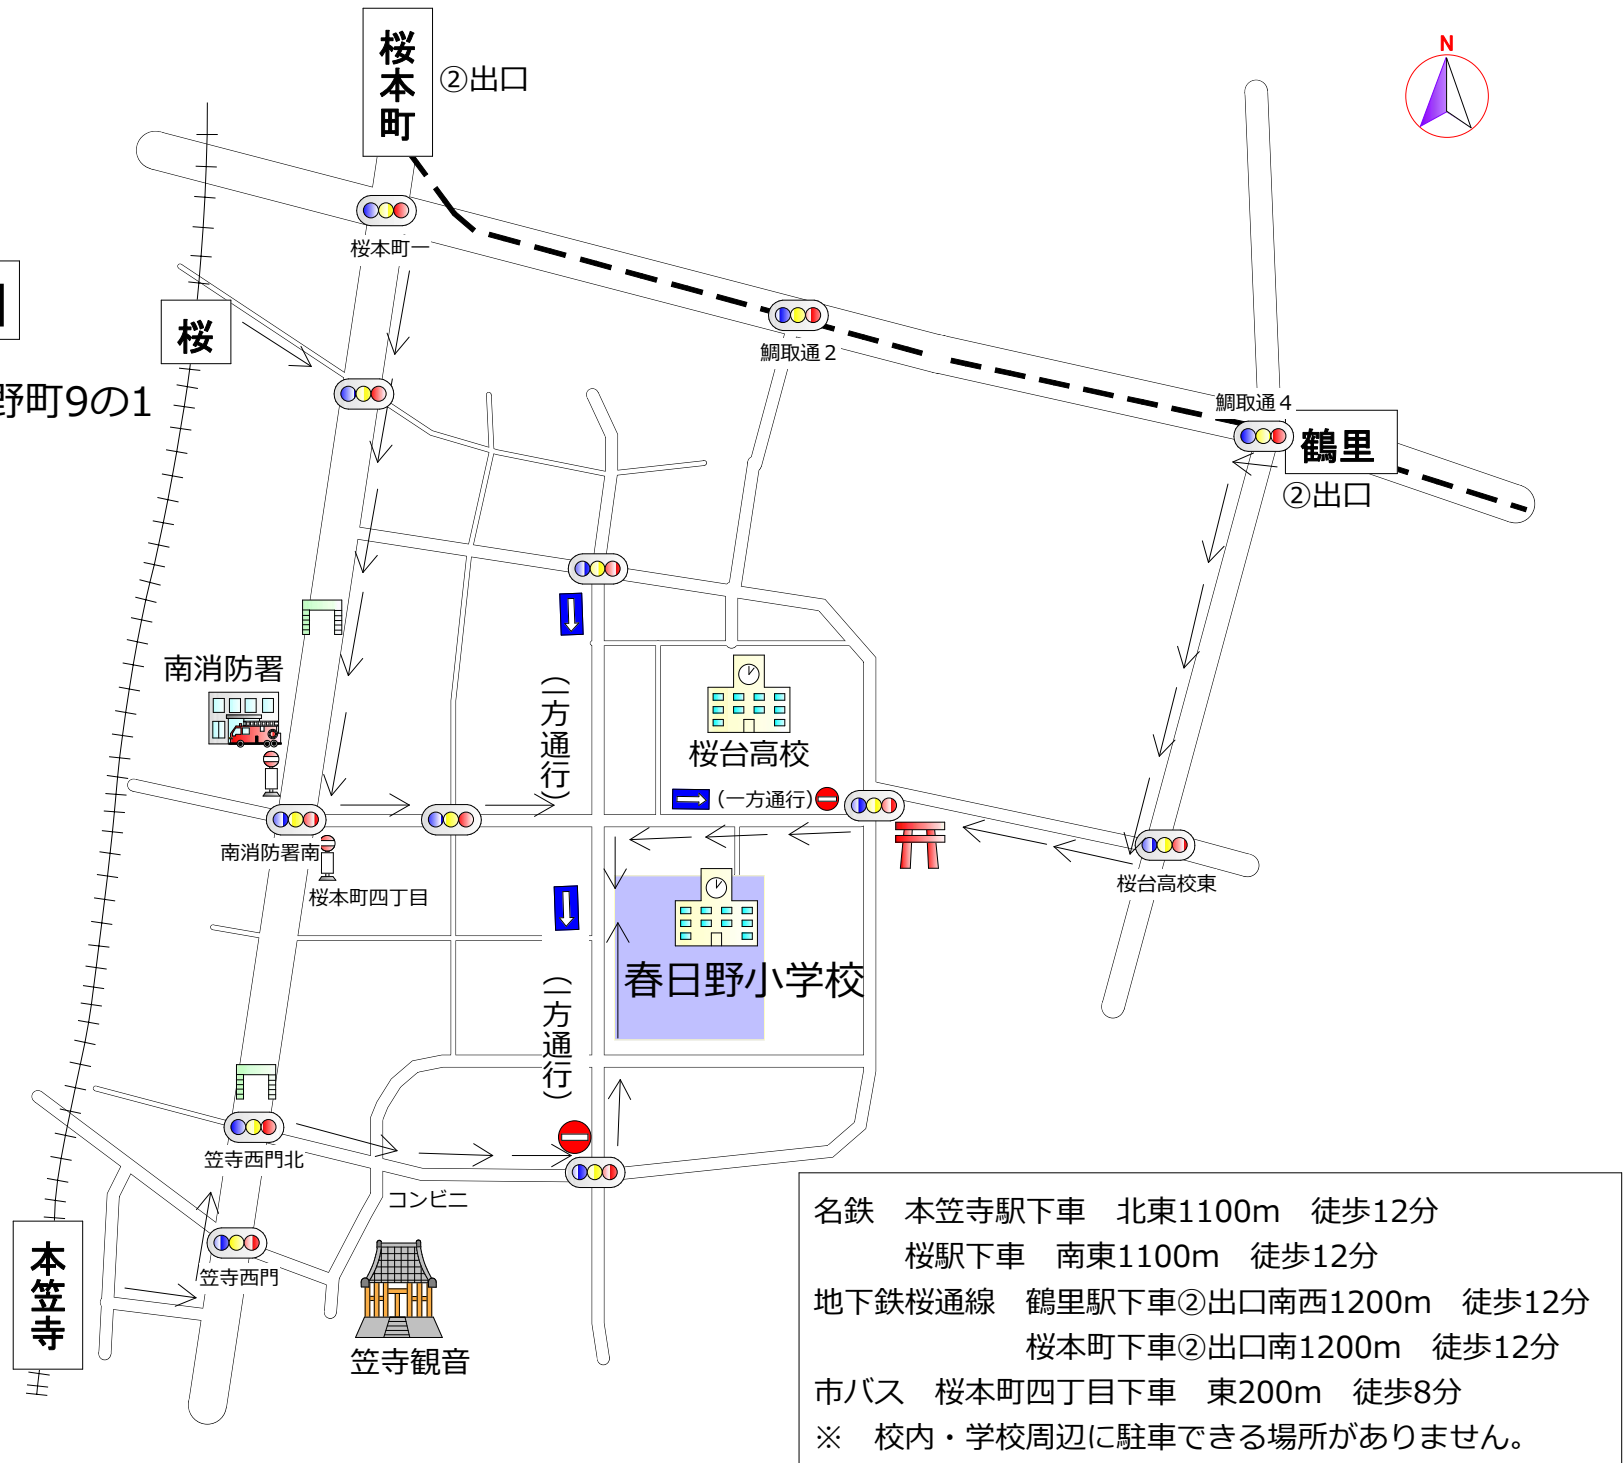 桜本町
②出口
N
桜本町一
桜
鯛取通２
鯛取通４
野町9の1
鶴里
②出口
南消防署
(一方通行)
桜台高校
(一方通行)
南消防署南
桜本町四丁目
桜台高校東
春日野小学校
(一方通行)
笠寺西門北
コンビニ
笠寺西門
本笠寺
笠寺観音
名鉄　本笠寺駅下車　北東1100m　徒歩12分
桜駅下車　南東1100m　徒歩12分
地下鉄桜通線　鶴里駅下車②出口南西1200m　徒歩12分
桜本町下車②出口南1200m　徒歩12分
市バス　桜本町四丁目下車　東200m　徒歩8分
※　校内・学校周辺に駐車できる場所がありません。